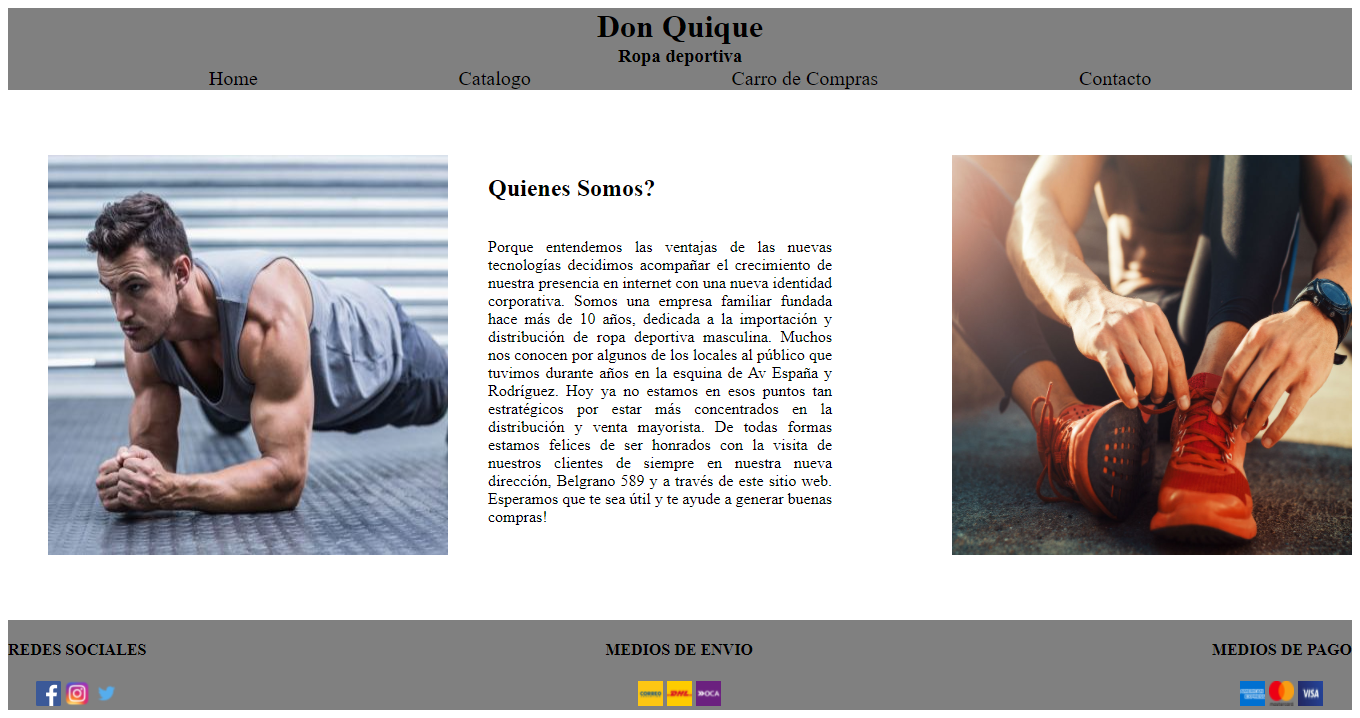 Don Quique
Ropa deportiva
Home Catalogo Carro de Compras Contacto
Quienes Somos?
Porque entendemos las ventajas de las nuevas
tecnologías decidimos acompañar el crecimiento de
nuestra presencia en internet con una nueva identidad
corporativa. Somos una empresa familiar fundada
hace más de 10 años, dedicada a la importación y
distribución de ropa deportiva masculina. Muchos
nos conocen por algunos de los locales al público que
tuvimos durante años en la esquina de Av España y
Rodríguez. Hoy ya no estamos en esos puntos tan
estratégicos por estar más concentrados en la
distribución y venta mayorista. De todas formas
estamos felices de ser honrados con la visita de
nuestros clientes de siempre en nuestra nueva
dirección, Belgrano 589 y a través de este sitio web.
Esperamos que te sea útil y te ayude a generar buenas
compras!
REDES SOCIALES MEDIOS DE ENVIO MEDIOS DE PAGO
CORREO DHL OCA VISA